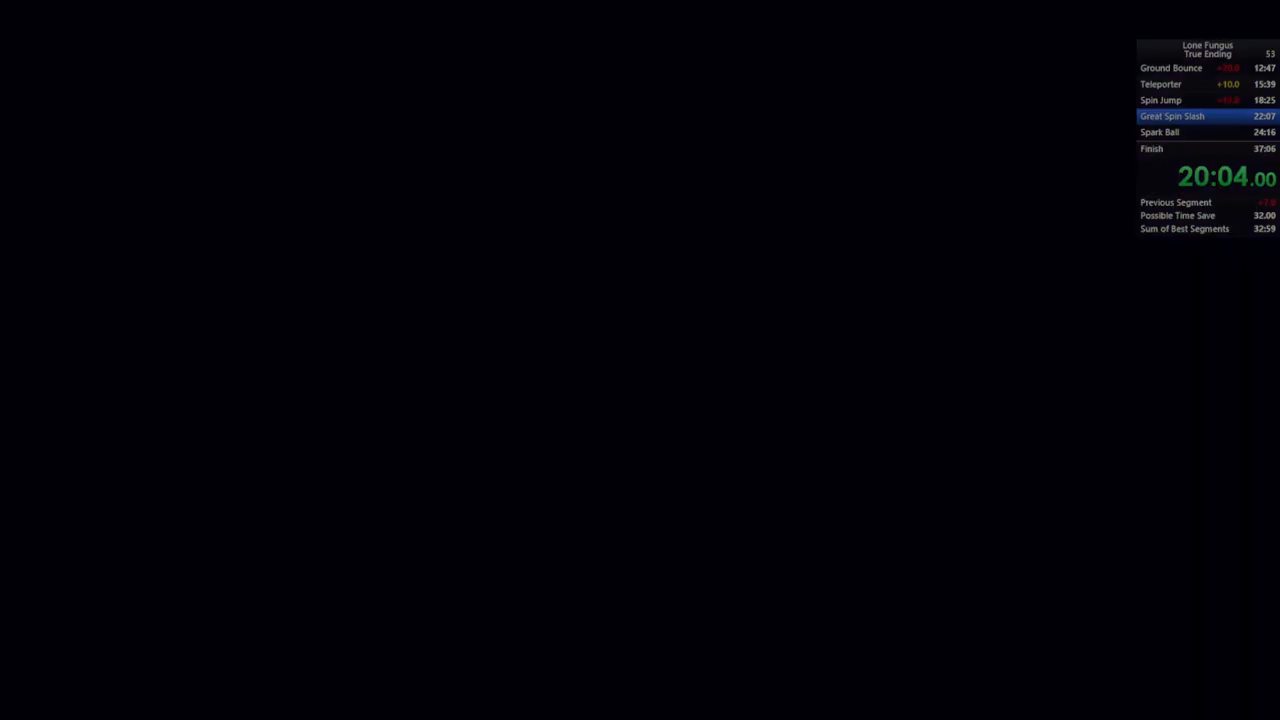 Lone Fungus
True Ending 53
Ground Bounce 12:47
Teleporter +10.0 15:39
Spin Jump 18:25
Great Spin Slash 22:07
Spark Ball 24:16
Finish 37:06
20:04.00
Previous Segment
Possible Time Save 32.00
Sum of Best Segments 32:59